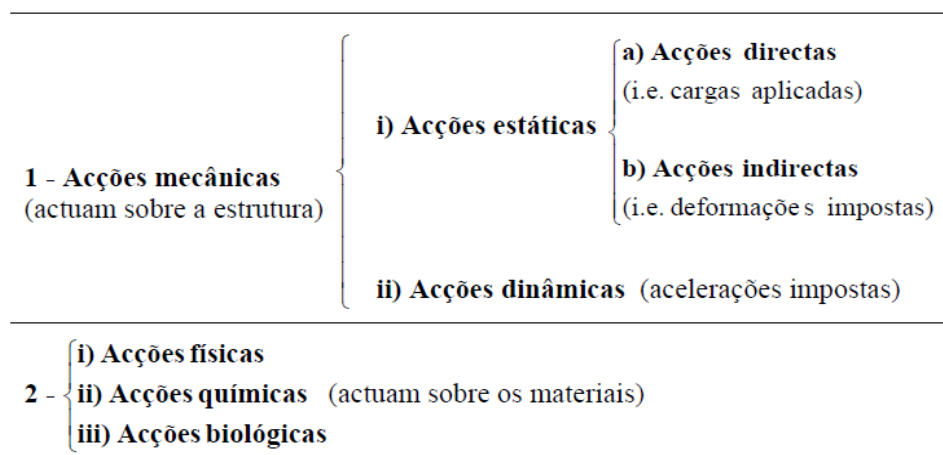 a) Acções directas
(i.e. cargas aplicadas)
i) Acções estáticas
b) Acções indirectas
(i.e. deformações impostas)
1 - Acções mecânicas
(actuam sobre a estrutura)
ii) Acções dinâmicas (acelerações impostas)
i) Acções físicas
2 - ii) Acções químicas (actuam sobre os materiais)
iii) Acções biológicas